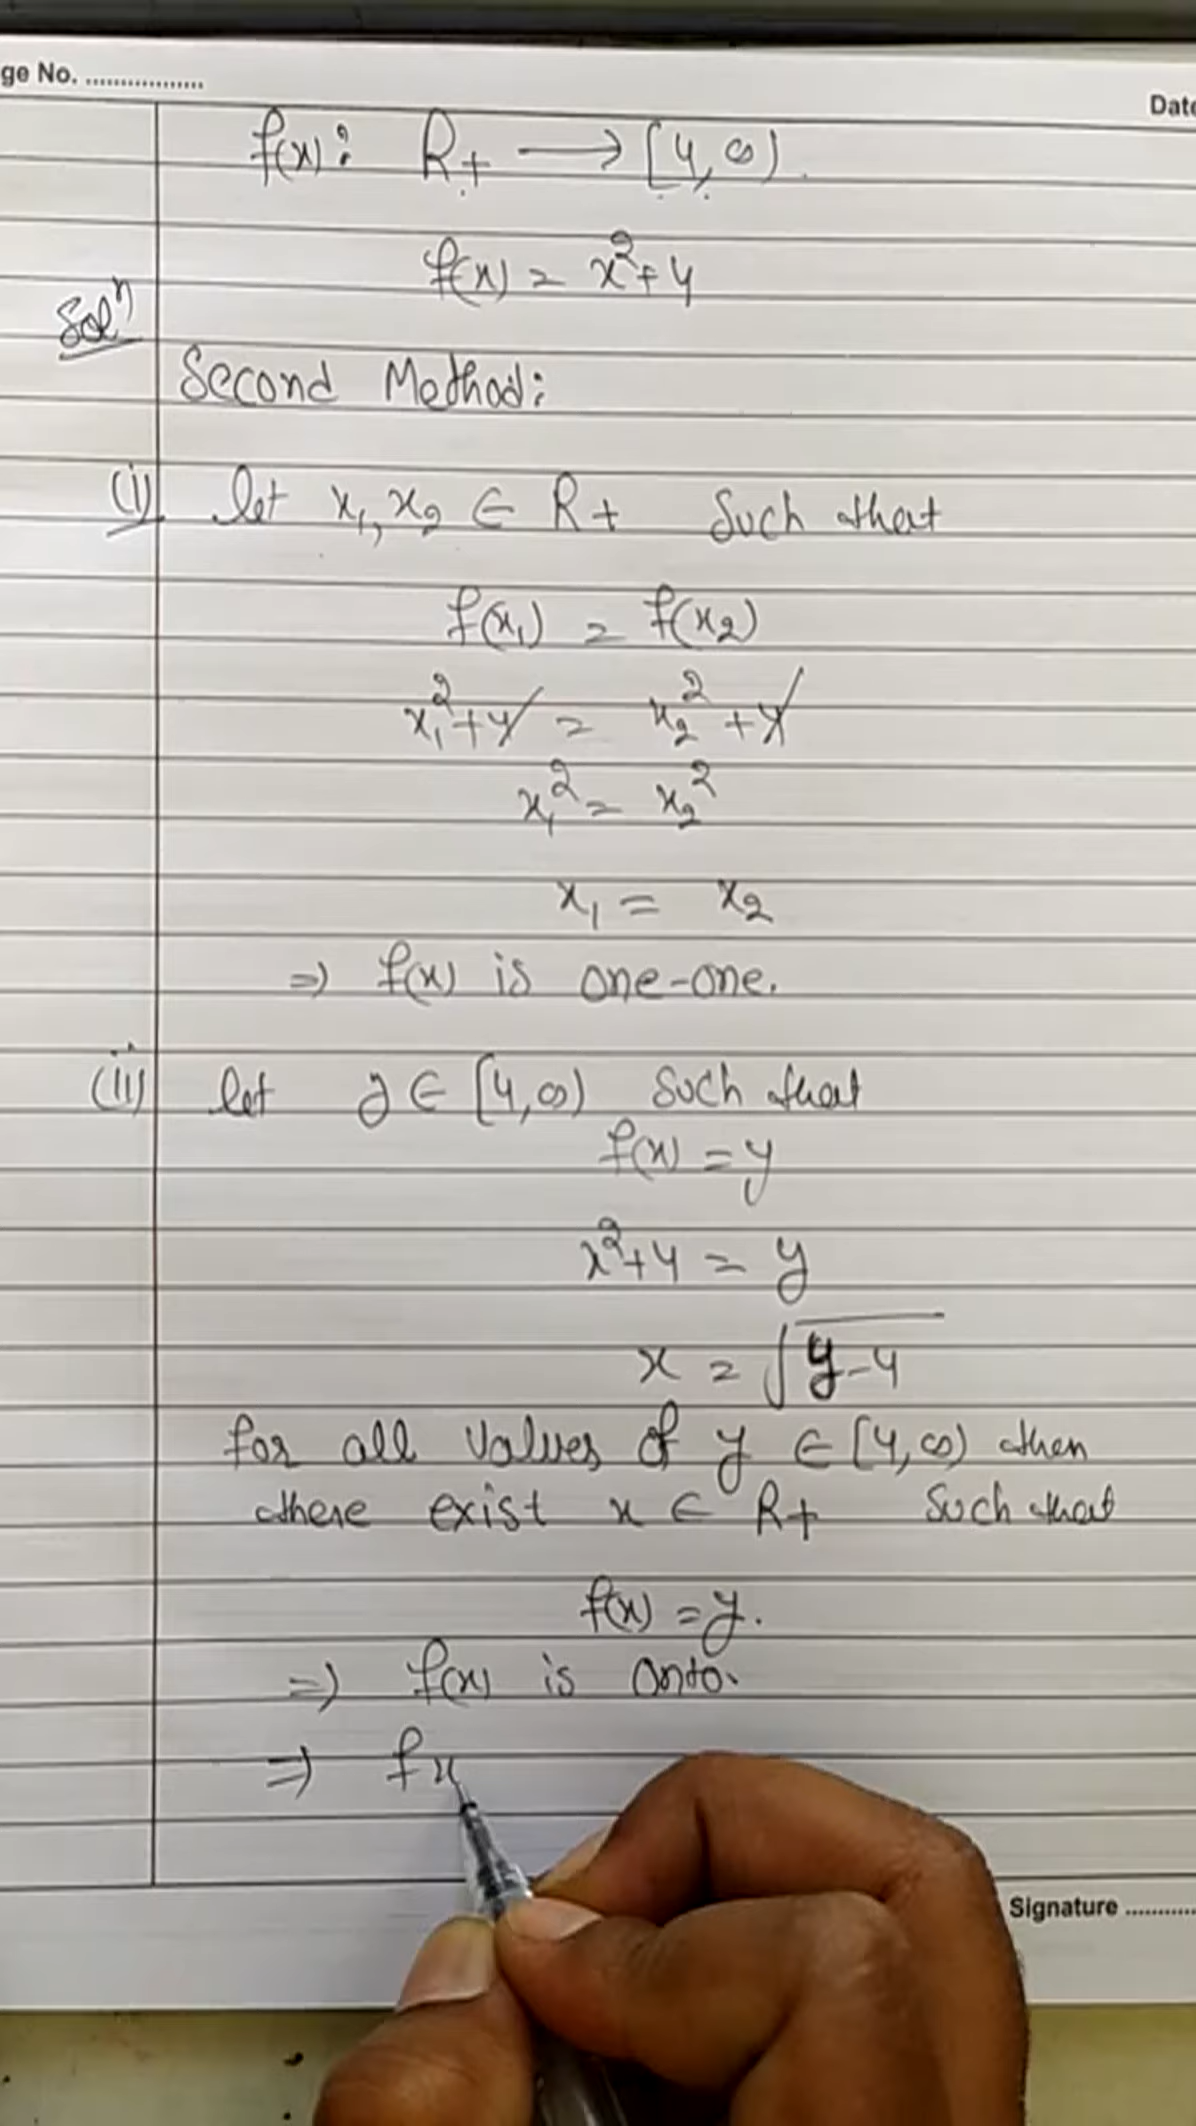 ge No. .................
Date
f(x): R+ → [4, ∞).
f(x) = x²+4
Solⁿ
Second Method:
(i) let x₁, x₂ ∈ R+ Such that
f(x₁) = f(x₂)
x₁²+4 = x₂²+4
x₁² = x₂²
x₁ = x₂
⇒ f(x) is one-one.
(ii) let y ∈ [4, ∞) Such that
f(x) = y
x²+4 = y
x = √y-4
for all values of y ∈ [4, ∞) then
there exist x ∈ R+ Such that
f(x) = y.
⇒ f(x) is onto.
⇒ fx
Signature ...........